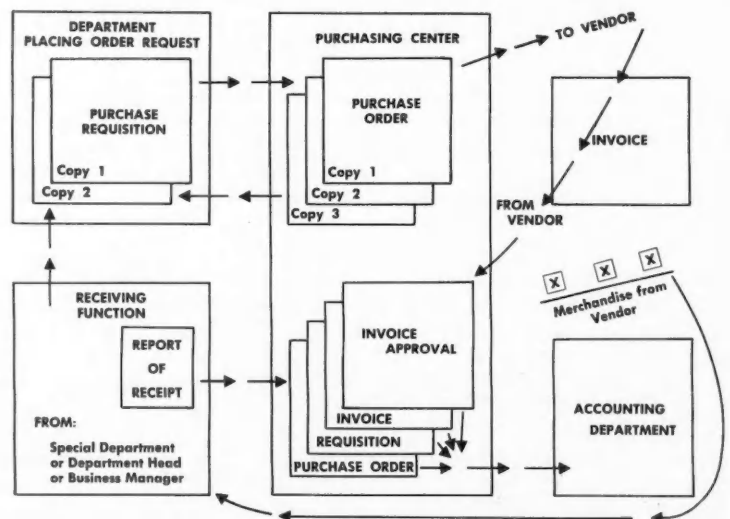 DEPARTMENT
PLACING ORDER REQUEST
PURCHASE
REQUISITION
Copy 1
Copy 2
PURCHASING CENTER
PURCHASE
ORDER
Copy 1
Copy 2
Copy 3
TO VENDOR
INVOICE
FROM
VENDOR
RECEIVING
FUNCTION
REPORT
OF
RECEIPT
FROM:
Special Department
or Department Head
or Business Manager
INVOICE
APPROVAL
INVOICE
REQUISITION
PURCHASE ORDER
X X X
Merchandise from
Vendor
ACCOUNTING
DEPARTMENT